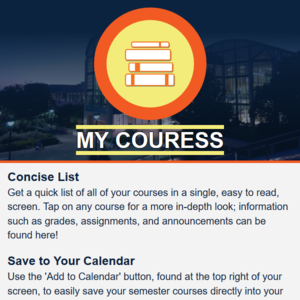 MY COURESS
Concise List
Get a quick list of all of your courses in a single, easy to read,
screen. Tap on any course for a more in-depth look; information
such as grades, assignments, and announcements can be
found here!
Save to Your Calendar
Use the 'Add to Calendar' button, found at the top right of your
screen, to easily save your semester courses directly into your